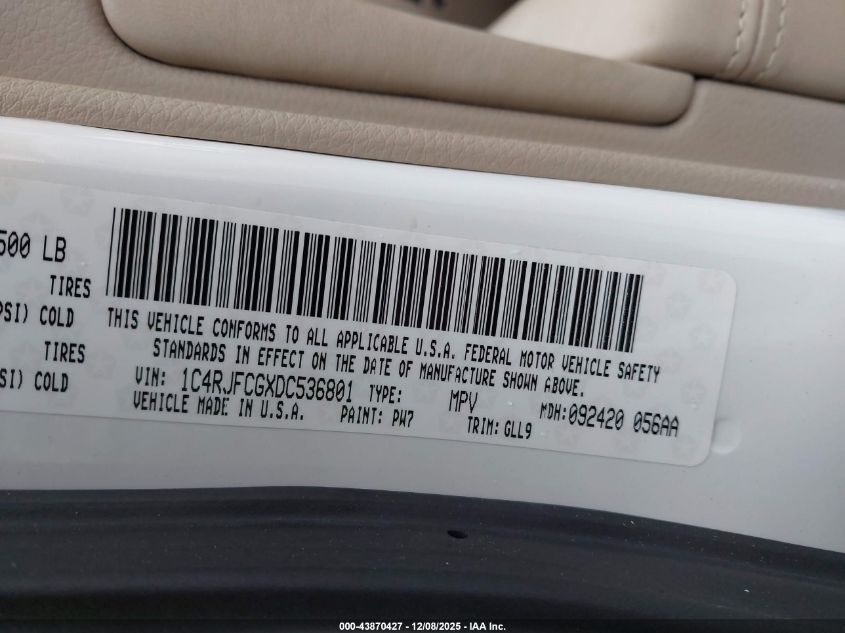 500 LB
TIRES
PSI) COLD
TIRES
SI) COLD
THIS VEHICLE CONFORMS TO ALL APPLICABLE U.S.A. FEDERAL MOTOR VEHICLE SAFETY
STANDARDS IN EFFECT ON THE DATE OF MANUFACTURE SHOWN ABOVE.
VIN: 1C4RJFCGXDC536801 TYPE: MPV MDH:092420 056AA
VEHICLE MADE IN U.S.A. PAINT: PW7 TRIM: GLL9
000-43870427 - 12/08/2025 - IAA Inc.